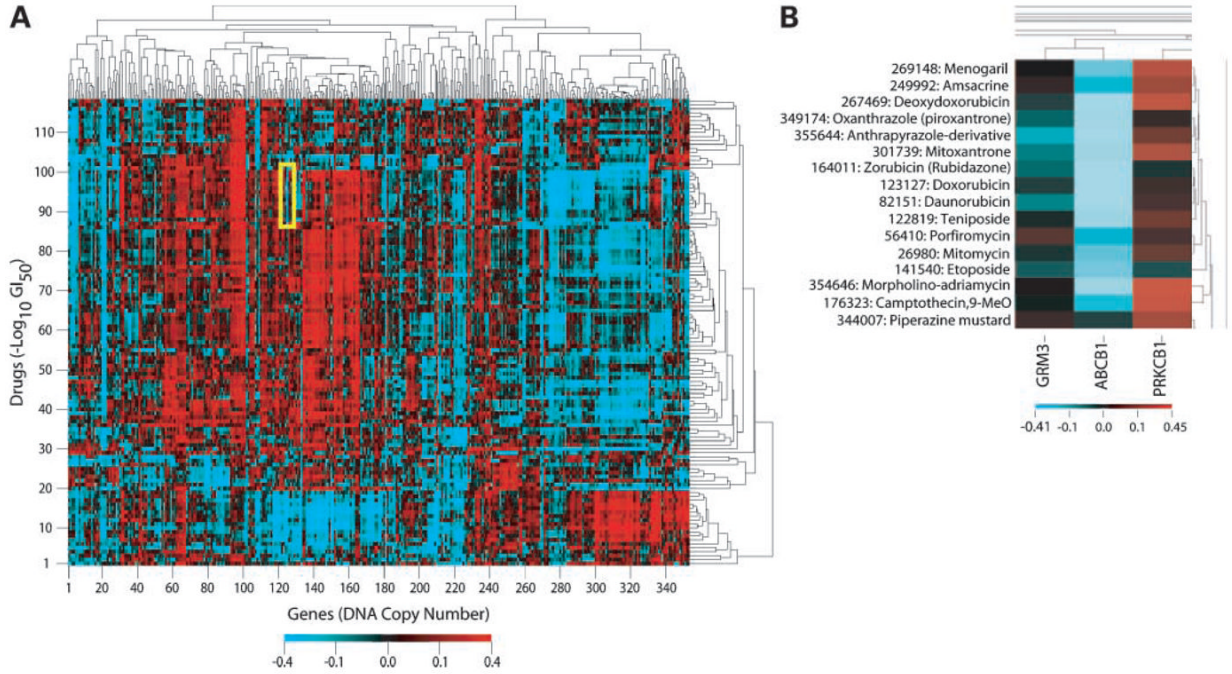 A
B
269148: Menogaril
249992: Amsacrine
267469: Deoxydoxorubicin
349174: Oxanthrazole (piroxantrone)
355644: Anthrapyrazole-derivative
301739: Mitoxantrone
164011: Zorubicin (Rubidazone)
123127: Doxorubicin
82151: Daunorubicin
122819: Teniposide
56410: Porfiromycin
26980: Mitomycin
141540: Etoposide
354646: Morpholino-adriamycin
176323: Camptothecin,9-MeO
344007: Piperazine mustard
GRM3
ABCB1
PRKCB1
-0.41 -0.1 0.0 0.1 0.45
Drugs (-Log10 GI50)
110
100
90
80
70
60
50
40
30
20
10
1
1 20 40 60 80 100 120 140 160 180 200 220 240 260 280 300 320 340
Genes (DNA Copy Number)
-0.4 -0.1 0.0 0.1 0.4